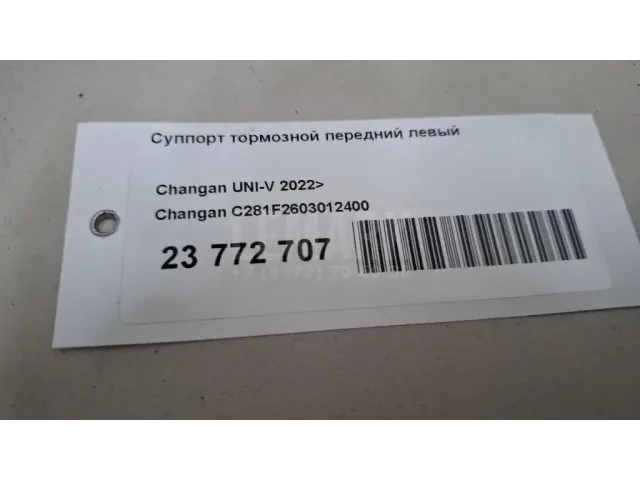 Суппорт тормозной передний левый
Changan UNI-V 2022>
Changan C281F2603012400
23 772 707